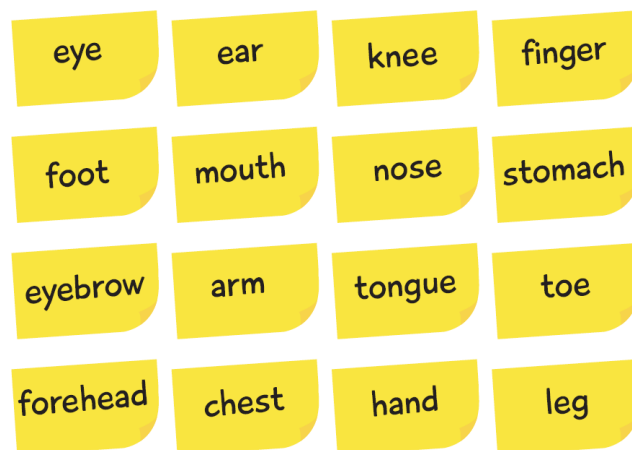 eye ear knee finger
foot mouth nose stomach
eyebrow arm tongue toe
forehead chest hand leg